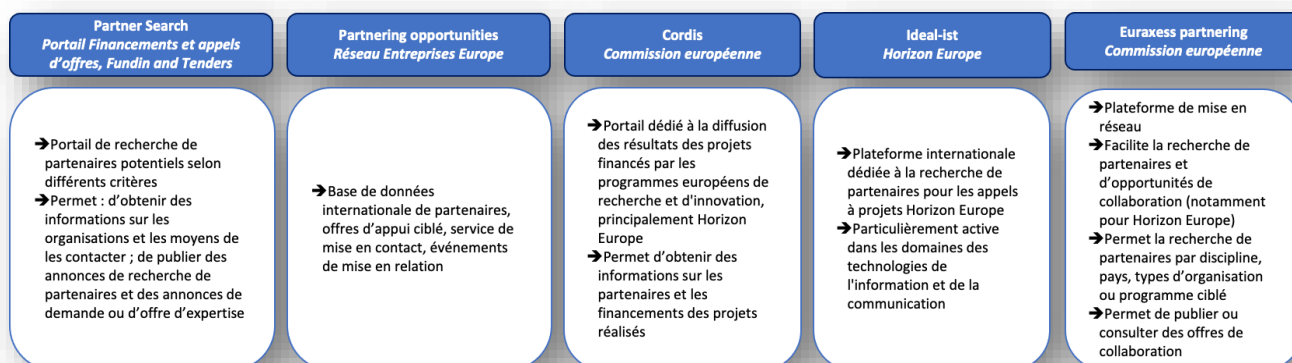 Partner Search
Portail Financements et appels
d'offres, Fundin and Tenders
➔Portail de recherche de
partenaires potentiels selon
différents critères
➔Permet : d'obtenir des
informations sur les
organisations et les moyens de
les contacter ; de publier des
annonces de recherche de
partenaires et des annonces de
demande ou d'offre d'expertise
Partnering opportunities
Réseau Entreprises Europe
➔Base de données
internationale de partenaires,
offres d'appui ciblé, service de
mise en contact, événements
de mise en relation
Cordis
Commission européenne
➔Portail dédié à la diffusion
des résultats des projets
financés par les
programmes européens de
recherche et d'innovation,
principalement Horizon
Europe
➔Permet d'obtenir des
informations sur les
partenaires et les
financements des projets
réalisés
Ideal-ist
Horizon Europe
➔Plateforme internationale
dédiée à la recherche de
partenaires pour les appels
à projets Horizon Europe
➔Particulièrement active
dans les domaines des
technologies de
l'information et de la
communication
Euraxess partnering
Commission européenne
➔Plateforme de mise en
réseau
➔Facilite la recherche de
partenaires et
d'opportunités de
collaboration (notamment
pour Horizon Europe)
➔Permet la recherche de
partenaires par discipline,
pays, types d'organisation
ou programme ciblé
➔Permet de publier ou
consulter des offres de
collaboration